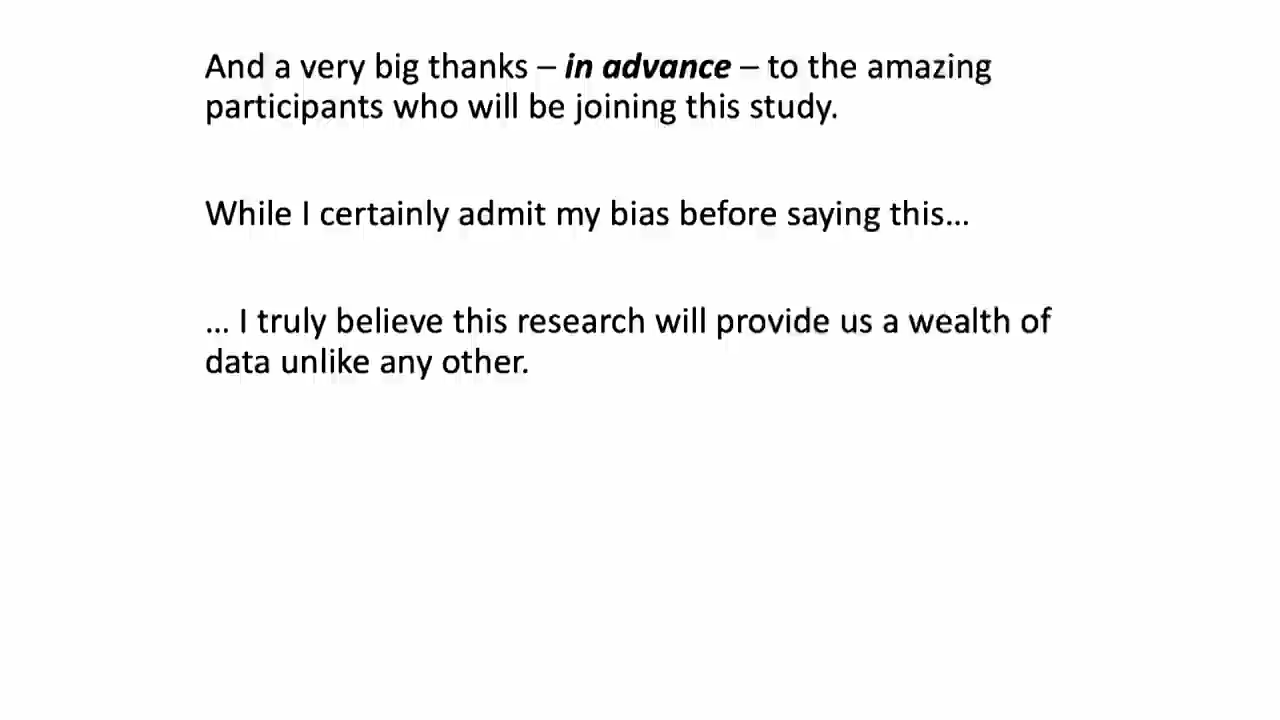 And a very big thanks – in advance – to the amazing
participants who will be joining this study.
While I certainly admit my bias before saying this…
… I truly believe this research will provide us a wealth of
data unlike any other.